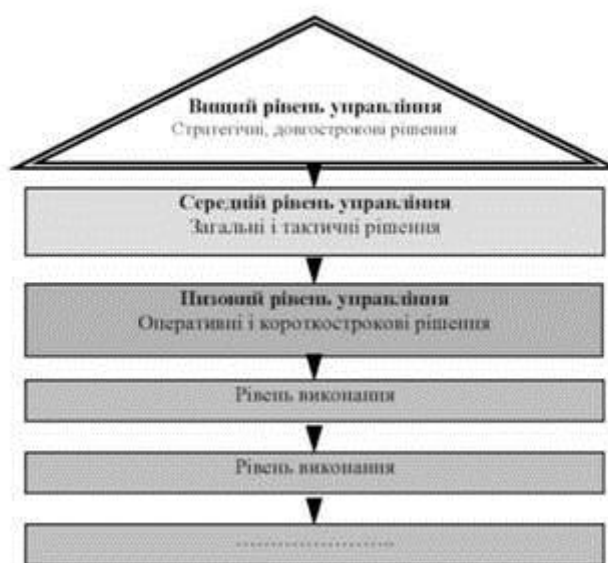 Вищий рівень управління
Стратегічні, довгострокові рішення
Середній рівень управління
Загальні і тактичні рішення
Низовий рівень управління
Оперативні і короткострокові рішення
Рівень виконання
Рівень виконання
........................